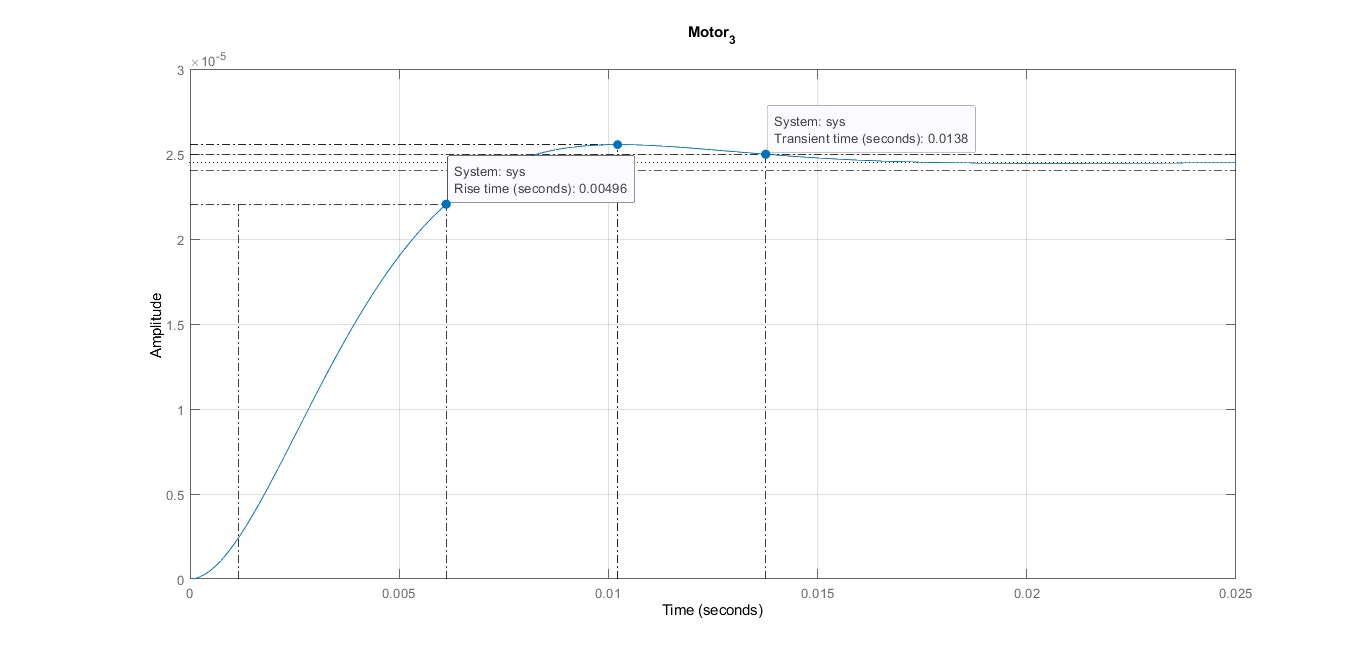 Motor3
×10-5
3
2.5
2
1.5
1
0.5
0
Amplitude
System: sys
Transient time (seconds): 0.0138
System: sys
Rise time (seconds): 0.00496
0 0.005 0.01 0.015 0.02 0.025
Time (seconds)